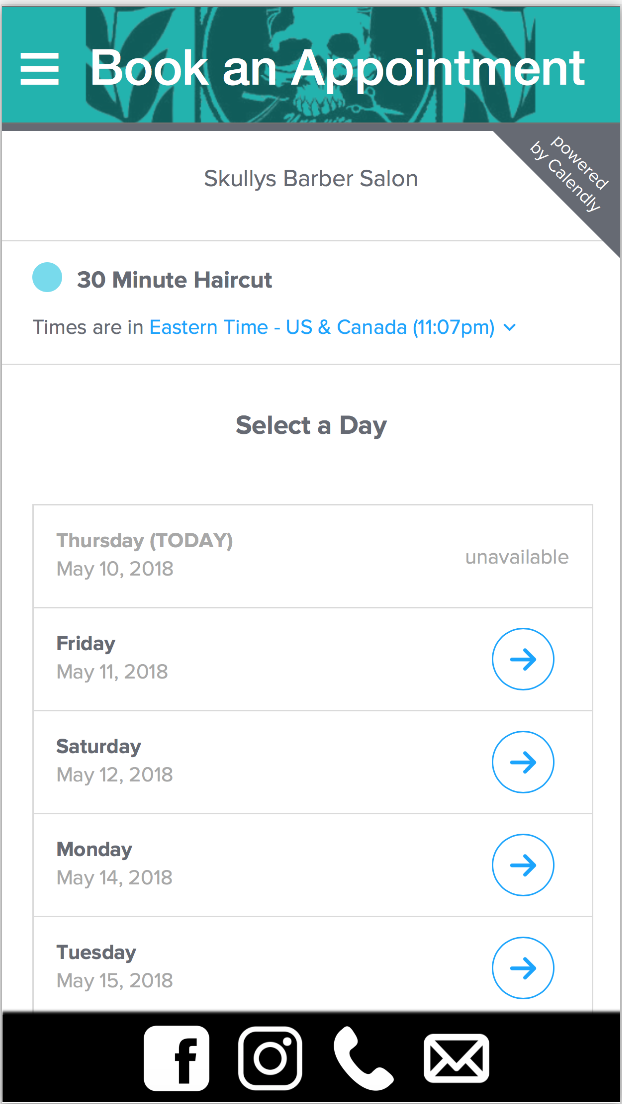 Book an Appointment
powered
by Calendly
Skullys Barber Salon
30 Minute Haircut
Times are in Eastern Time - US & Canada (11:07pm)
Select a Day
Thursday (TODAY)
May 10, 2018
unavailable
Friday
May 11, 2018
Saturday
May 12, 2018
Monday
May 14, 2018
Tuesday
May 15, 2018